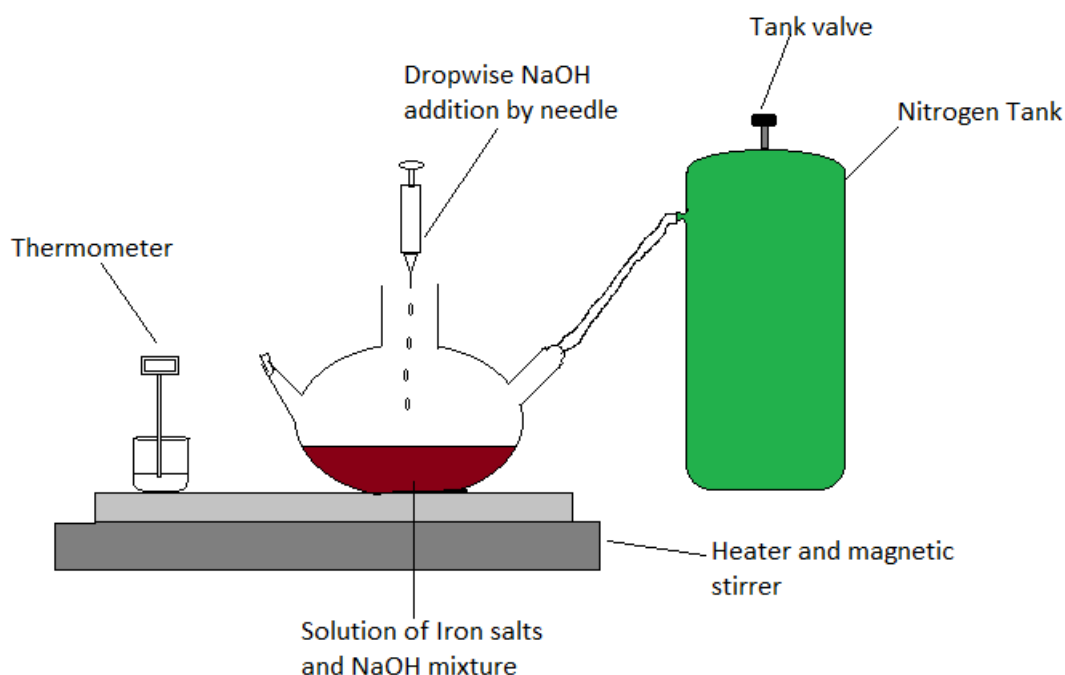 Tank valve
Dropwise NaOH
addition by needle
Nitrogen Tank
Thermometer
Heater and magnetic
stirrer
Solution of Iron salts
and NaOH mixture